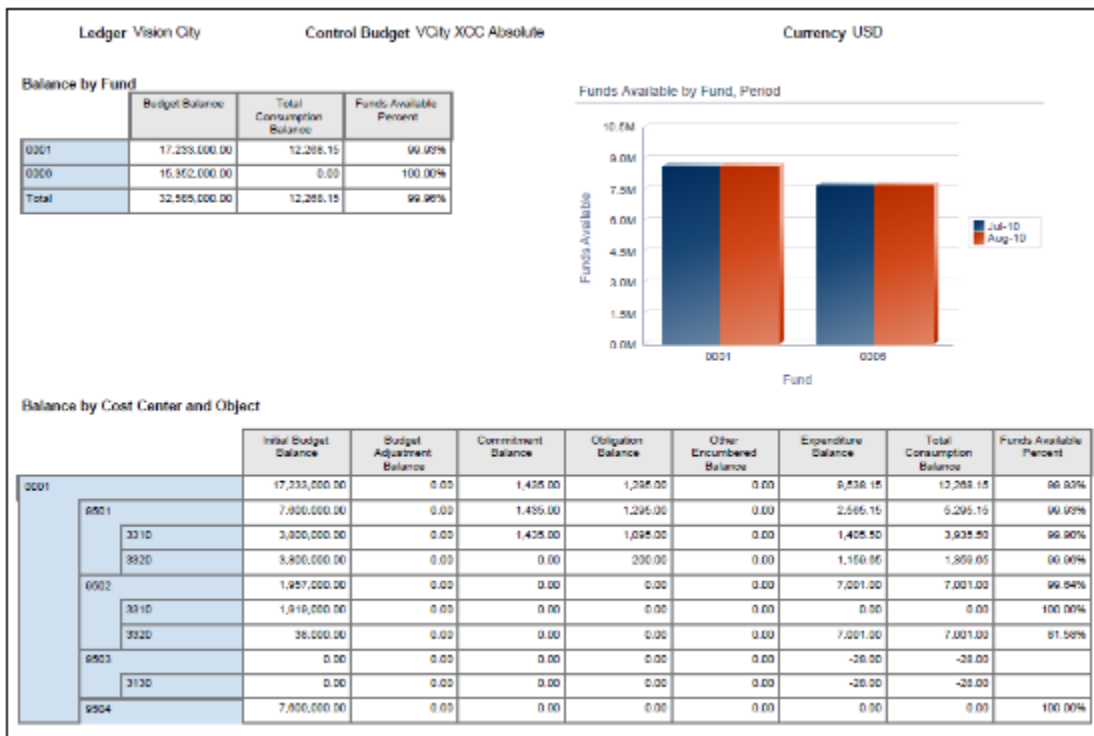 Ledger Vision City Control Budget VCity XCC Absolute Currency USD
Balance by Fund
Budget Balance Total Consumption Balance Funds Available Percent
0001 17,233,000.00 12,268.15 99.93%
0006 15,352,000.00 0.00 100.00%
Total 32,585,000.00 12,268.15 99.96%
Funds Available by Fund, Period
10.5M
9.0M
7.5M
6.0M
4.5M
3.0M
1.5M
0.0M
Funds Available
0001 0006
Fund
Jul-10
Aug-10
Balance by Cost Center and Object
Initial Budget Balance Budget Adjustment Balance Commitment Balance Obligation Balance Other Encumbered Balance Expenditure Balance Total Consumption Balance Funds Available Percent
0001 17,233,000.00 0.00 1,435.00 1,295.00 0.00 9,538.15 12,268.15 99.93%
9501 7,600,000.00 0.00 1,435.00 1,295.00 0.00 2,565.15 5,295.15 99.93%
3310 3,800,000.00 0.00 1,435.00 1,095.00 0.00 1,405.50 3,935.50 99.90%
3320 3,800,000.00 0.00 0.00 200.00 0.00 1,159.65 1,359.65 99.96%
9502 1,957,000.00 0.00 0.00 0.00 0.00 7,001.00 7,001.00 99.64%
3310 1,919,000.00 0.00 0.00 0.00 0.00 0.00 0.00 100.00%
3320 38,000.00 0.00 0.00 0.00 0.00 7,001.00 7,001.00 81.58%
9503 0.00 0.00 0.00 0.00 0.00 -28.00 -28.00
3130 0.00 0.00 0.00 0.00 0.00 -28.00 -28.00
9504 0.00 0.00 0.00 0.00 0.00 0.00 100.00%